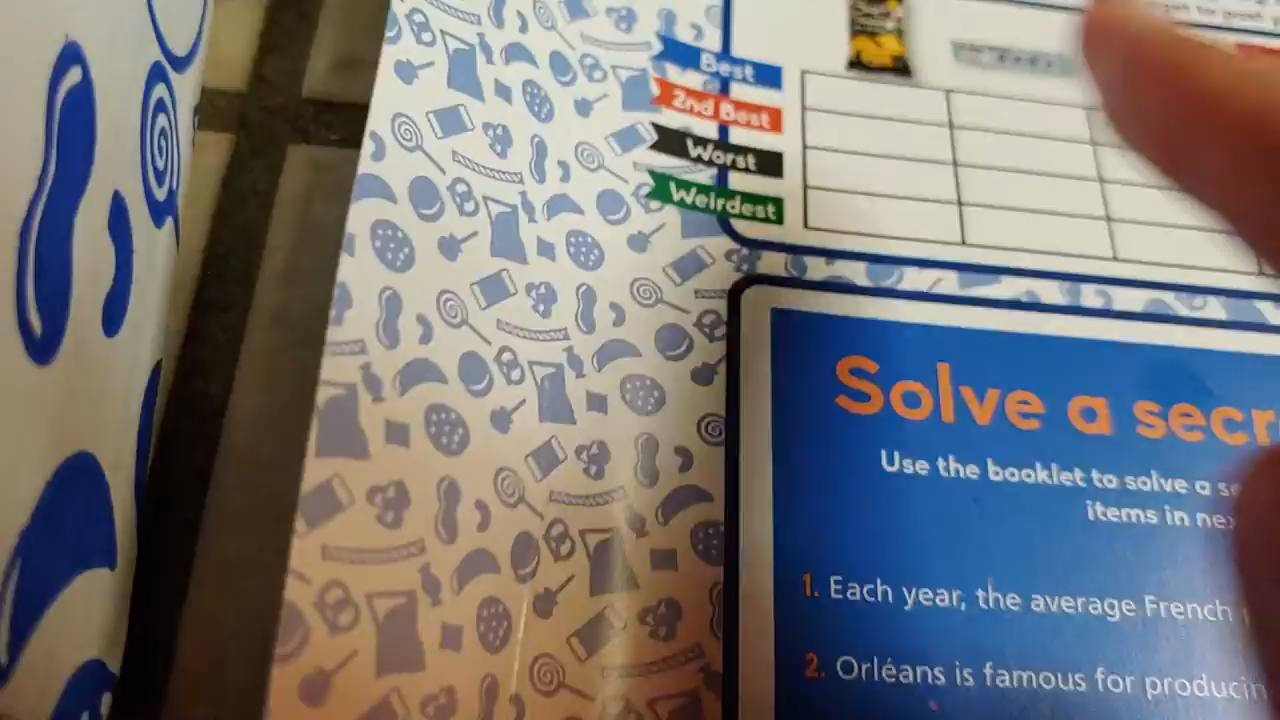 Best
2nd Best
Worst
Weirdest
Solve a secr
Use the booklet to solve a se
items in nex
1. Each year, the average French
2. Orléans is famous for producin